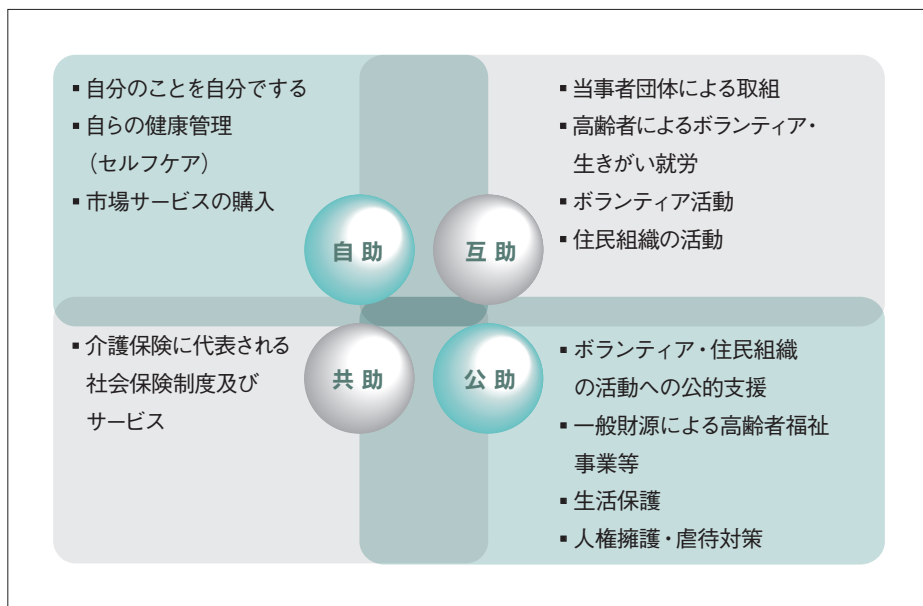 ▪ 自分のことを自分でする
▪ 自らの健康管理
（セルフケア）
▪ 市場サービスの購入
自助
▪ 当事者団体による取組
▪ 高齢者によるボランティア・
生きがい就労
▪ ボランティア活動
▪ 住民組織の活動
互助
▪ 介護保険に代表される
社会保険制度及び
サービス
共助
公助
▪ ボランティア・住民組織
の活動への公的支援
▪ 一般財源による高齢者福祉
事業等
▪ 生活保護
▪ 人権擁護・虐待対策